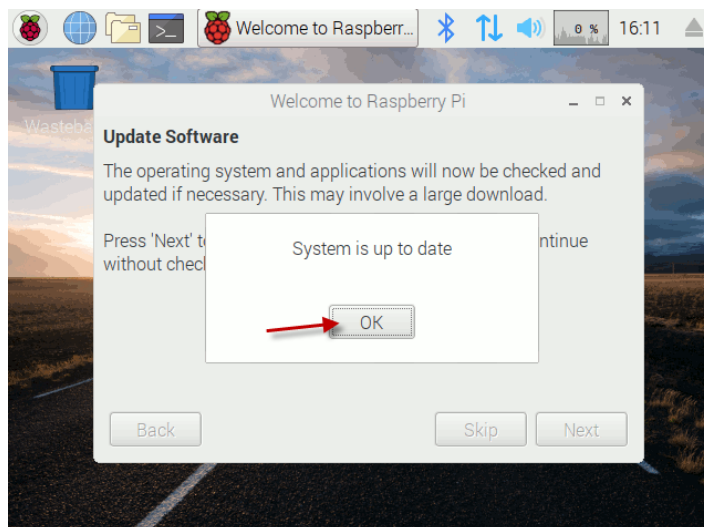 Welcome to Raspberr...
0 %
16:11
Welcome to Raspberry Pi
Update Software
The operating system and applications will now be checked and
updated if necessary. This may involve a large download.
Press 'Next' ntinue
without
System is up to date
OK
Back
Skip
Next